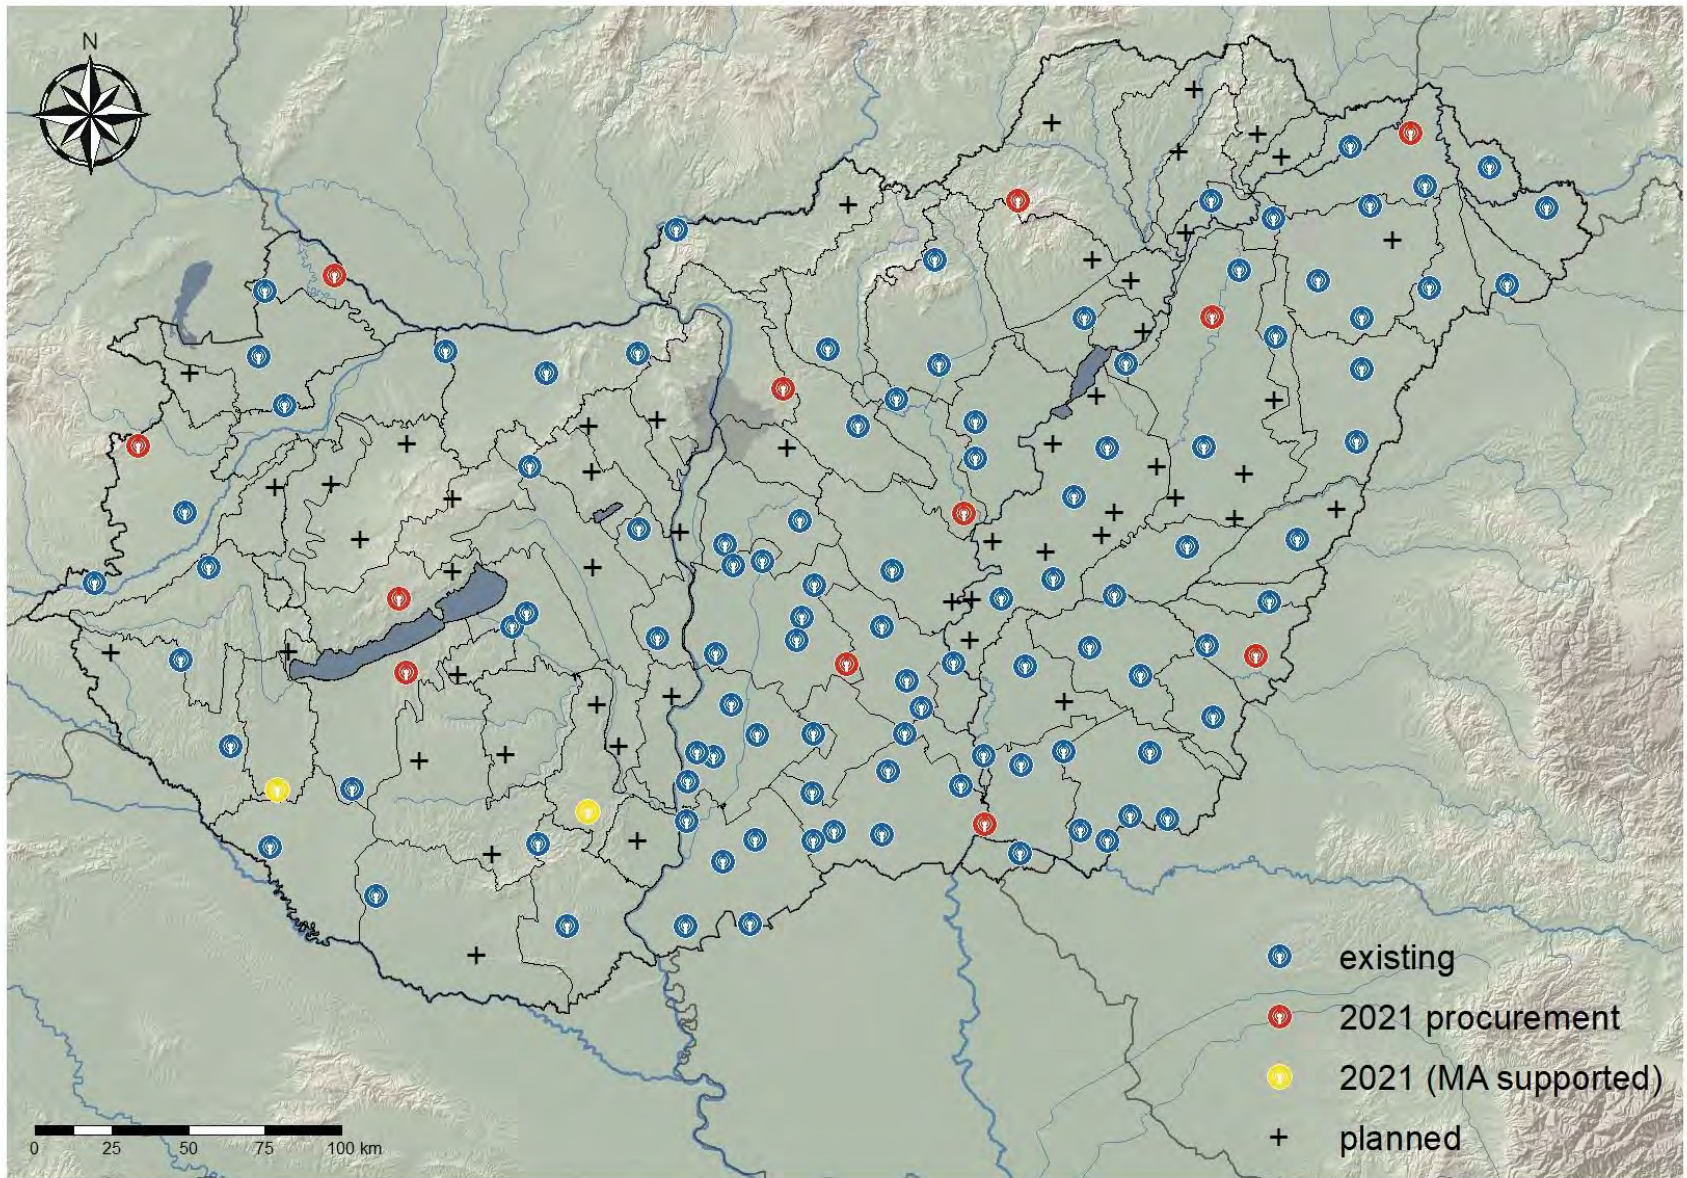 N
existing
2021 procurement
2021 (MA supported)
planned
0 25 50 75 100 km